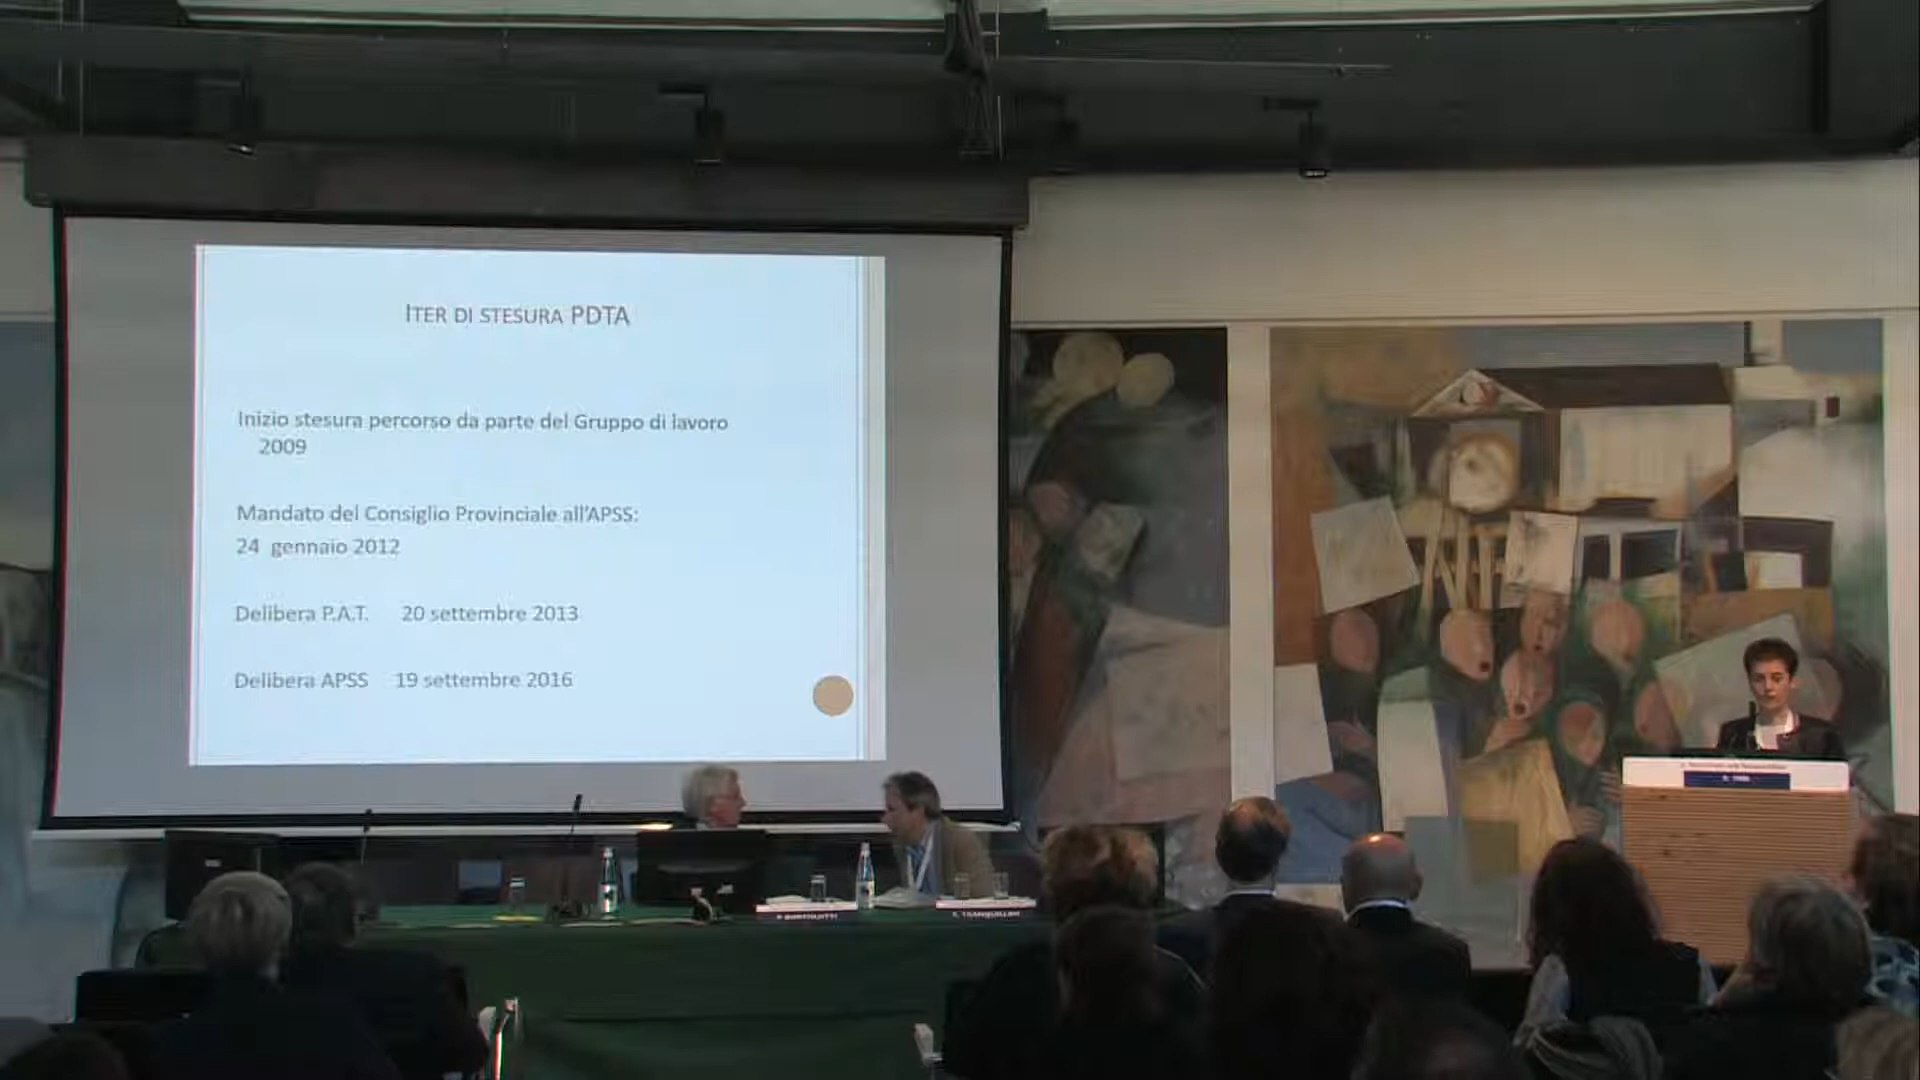 ITER DI STESURA PDTA
Inizio stesura percorso da parte del Gruppo di lavoro
2009
Mandato del Consiglio Provinciale all'APSS:
24 gennaio 2012
Delibera P.A.T. 20 settembre 2013
Delibera APSS 19 settembre 2016